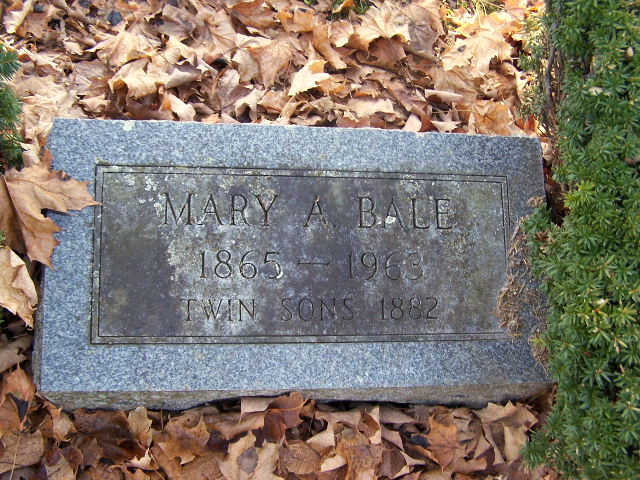 MARY A. BALE
1865 — 1963
TWIN SONS 1882